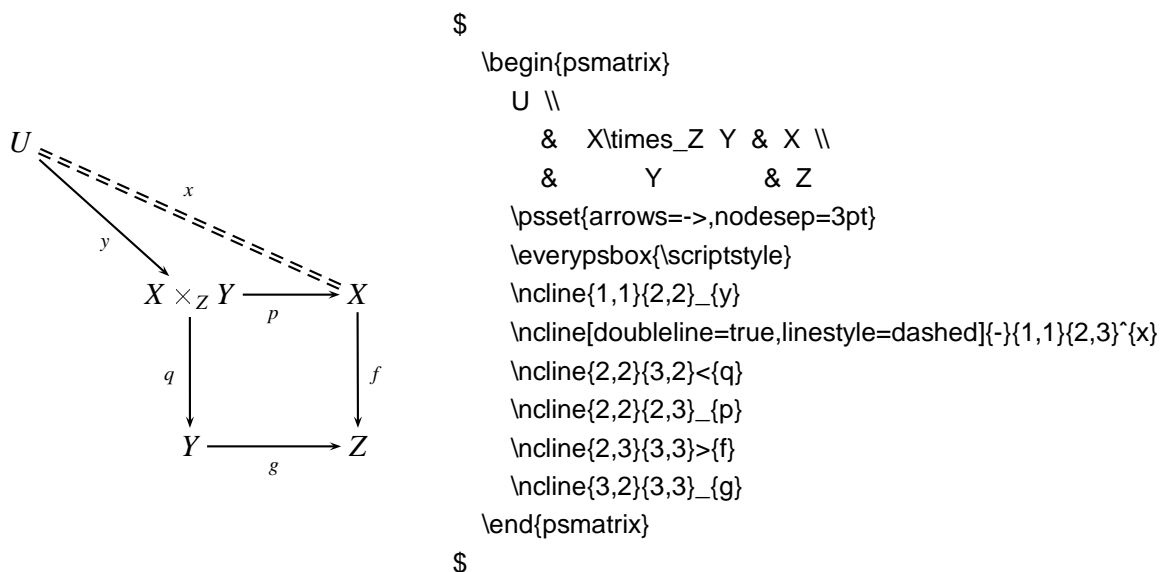 U
x
y
X ×Z Y
X
p
q
f
Y
Z
g
$
\begin{psmatrix}
U \\
& X\times_Z Y & X \\
& Y & Z
\psset{arrows=->,nodesep=3pt}
\everypsbox{\scriptstyle}
\ncline{1,1}{2,2}_{y}
\ncline[doubleline=true,linestyle=dashed]{-}{1,1}{2,3}^{x}
\ncline{2,2}{3,2}<{q}
\ncline{2,2}{2,3}_{p}
\ncline{2,3}{3,3}>{f}
\ncline{3,2}{3,3}_{g}
\end{psmatrix}
$